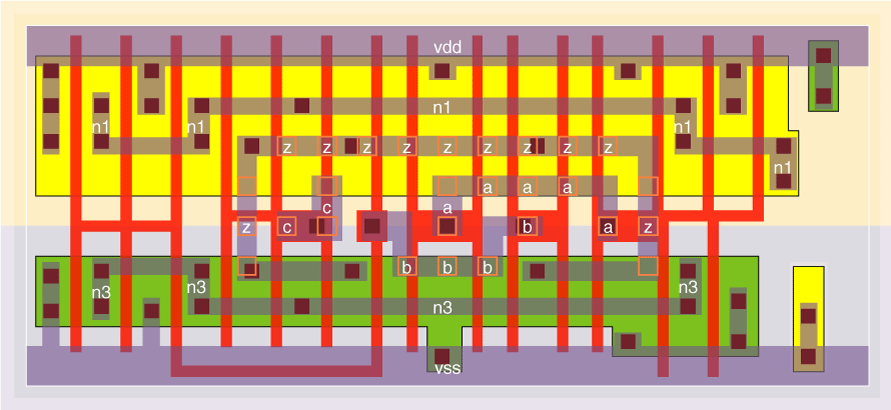 vdd
n1
n1 n1 n1
z z z z z z z z z
n1
a a a
c a
z c b a z
b b b
n3 n3 n3
n3
vss